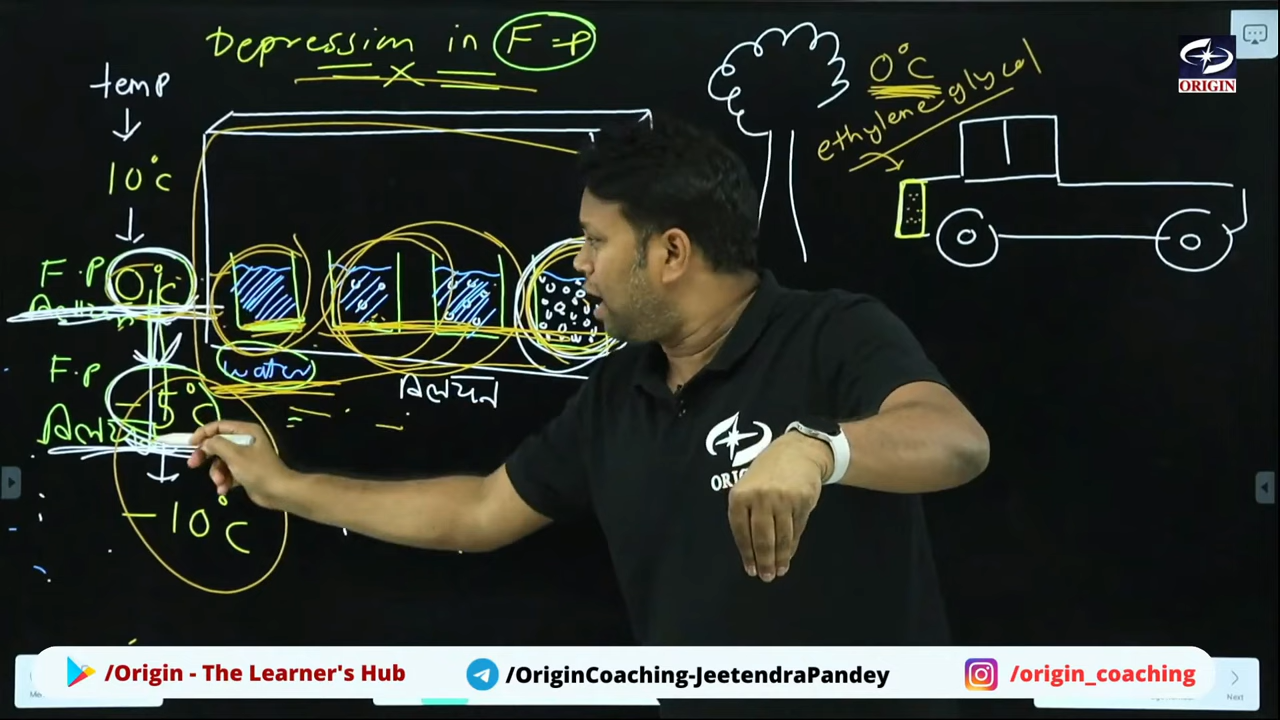 Depression in F.P
temp
10°C
F.P 0°C
F.P
-5°C
-10°C
water
विलयन
0°C
ethylene glycol
ORIGIN
/Origin - The Learner's Hub
/OriginCoaching-JeetendraPandey
/origin_coaching
Next